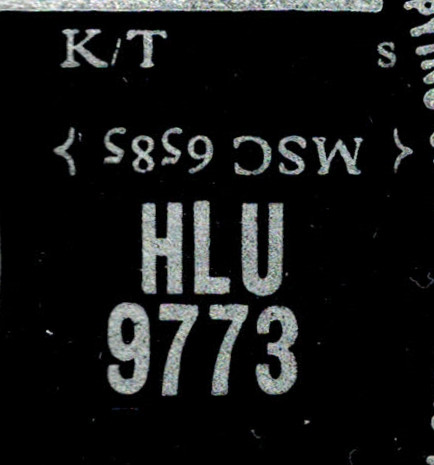 K/T S
{ MSC 6585 }
HLU
9773